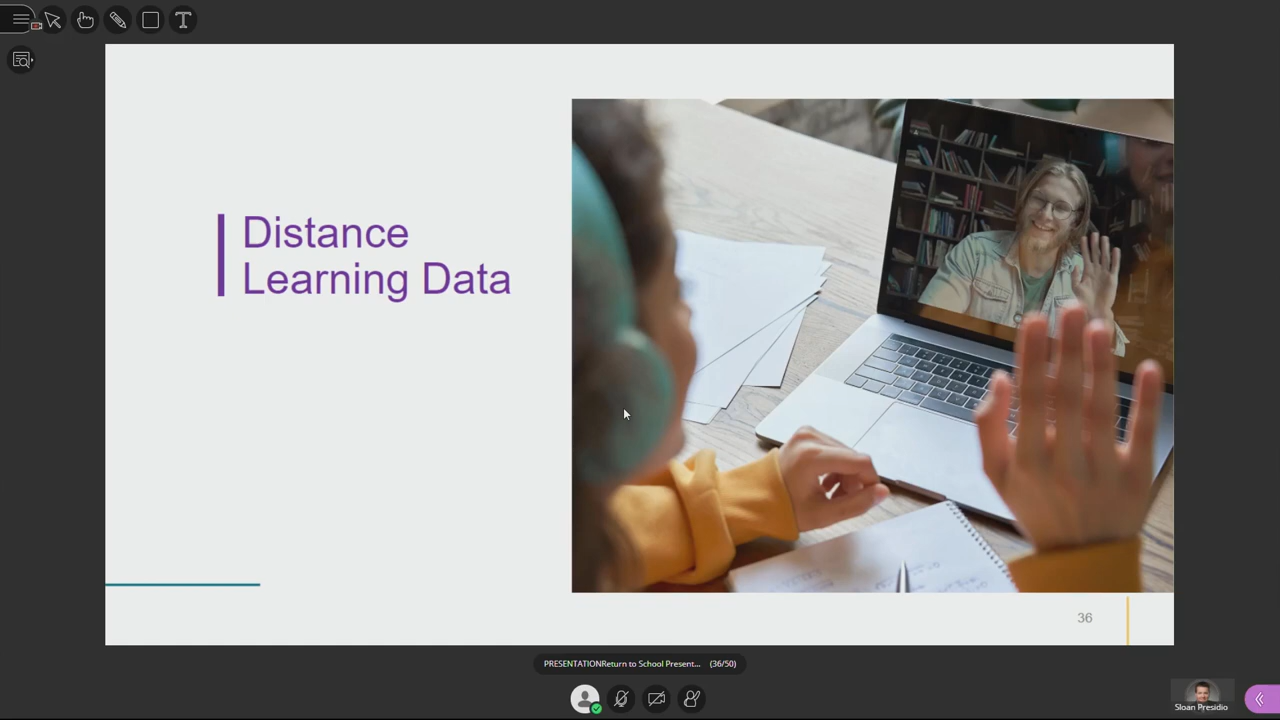 T
Distance
Learning Data
36
PRESENTATIONReturn to School Present... (36/50)
Sloan Presidio